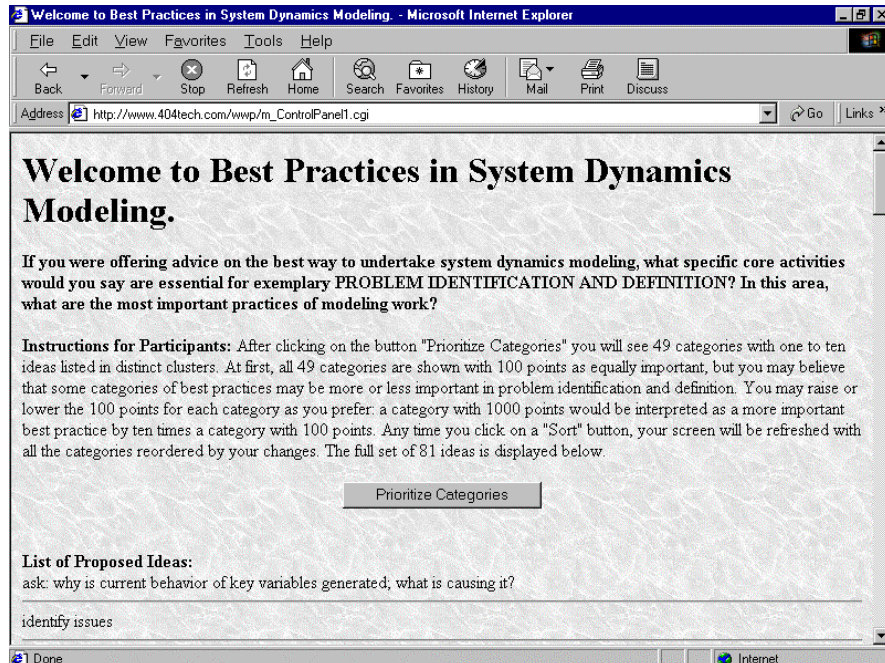 Welcome to Best Practices in System Dynamics Modeling. - Microsoft Internet Explorer
File Edit View Favorites Tools Help
Back Forward Stop Refresh Home Search Favorites History Mail Print Discuss
Address http://www.404tech.com/wwp/m_ControlPanel1.cgi Go Links »
Welcome to Best Practices in System Dynamics
Modeling.
If you were offering advice on the best way to undertake system dynamics modeling, what specific core activities
would you say are essential for exemplary PROBLEM IDENTIFICATION AND DEFINITION? In this area,
what are the most important practices of modeling work?
Instructions for Participants: After clicking on the button "Prioritize Categories" you will see 49 categories with one to ten
ideas listed in distinct clusters. At first, all 49 categories are shown with 100 points as equally important, but you may believe
that some categories of best practices may be more or less important in problem identification and definition. You may raise or
lower the 100 points for each category as you prefer: a category with 1000 points would be interpreted as a more important
best practice by ten times a category with 100 points. Any time you click on a "Sort" button, your screen will be refreshed with
all the categories reordered by your changes. The full set of 81 ideas is displayed below.
Prioritize Categories
List of Proposed Ideas:
ask: why is current behavior of key variables generated; what is causing it?
identify issues
Done Internet